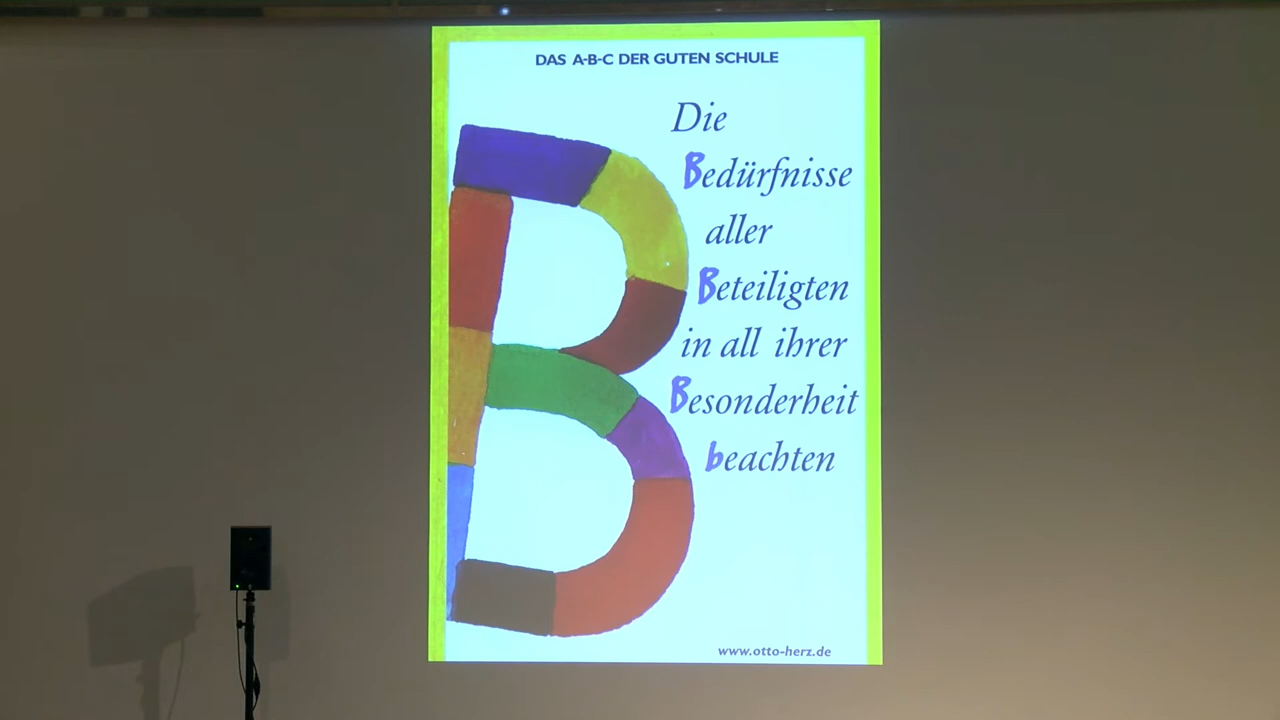 DAS A-B-C DER GUTEN SCHULE
B
Die
Bedürfnisse
aller
Beteiligten
in all ihrer
Besonderheit
beachten
www.otto-herz.de